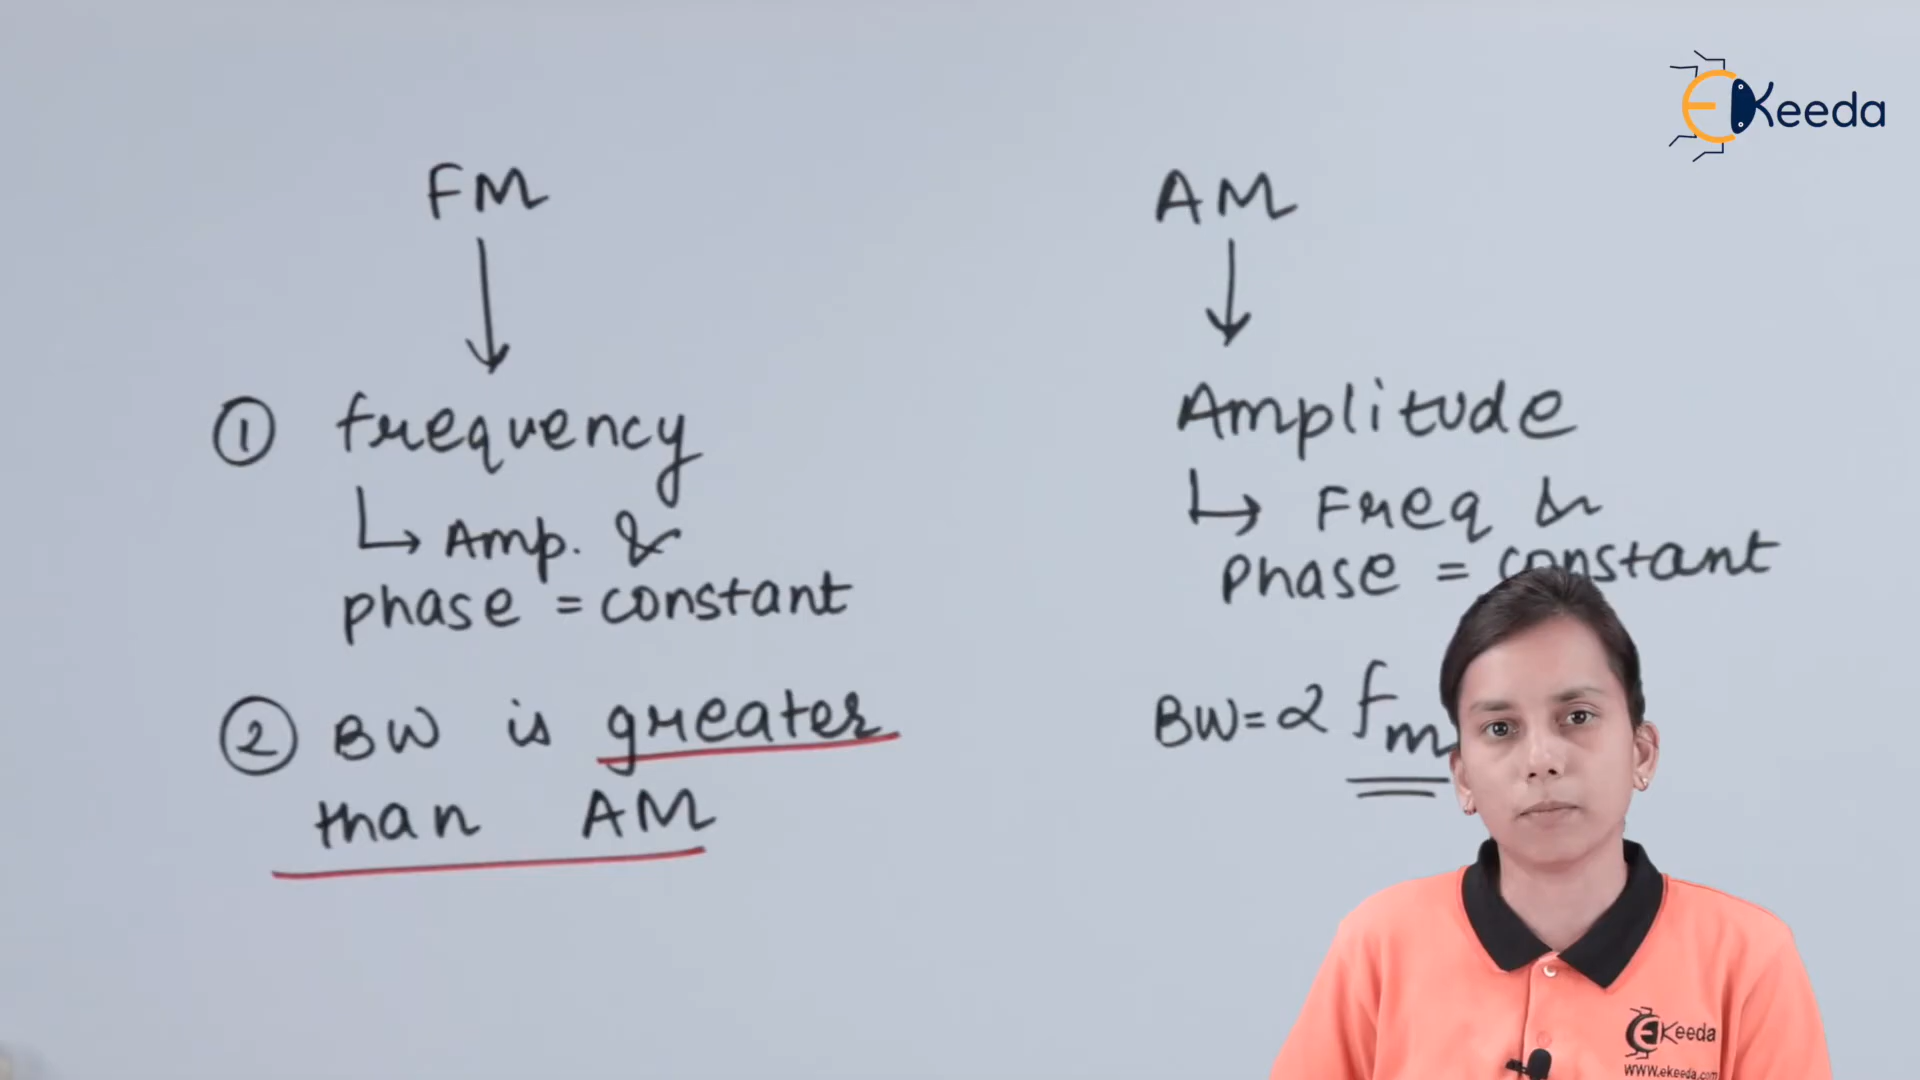 EKeeda
FM
① frequency
↳ Amp. &
phase = constant
② BW is greater
than AM
AM
Amplitude
↳ Freq &
phase = constant
BW = 2 fm
EKeeda
www.ekeeda.com